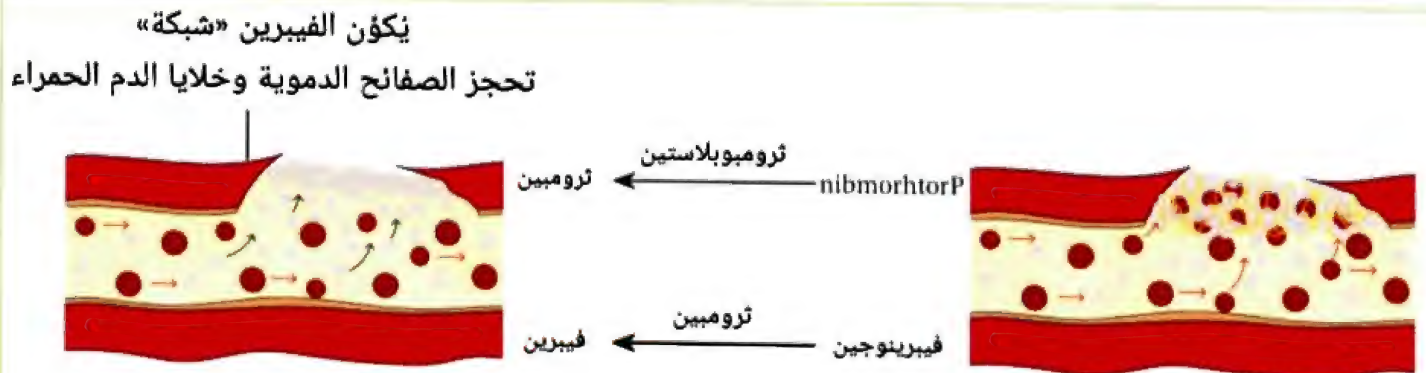 يُكوِّن الفيبرين «شبكة»
تحجز الصفائح الدموية وخلايا الدم الحمراء
nibmorhtorP ثرومبوبلاستين ثرومبين
فيبرينوجين ثرومبين فيبرين